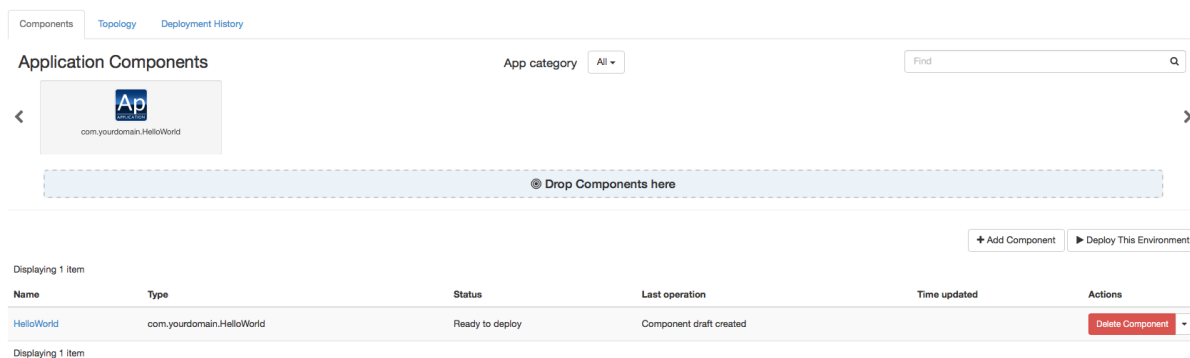 Components Topology Deployment History
Application Components App category All Find
Ap
APPLICATION
com.yourdomain.HelloWorld
Drop Components here
+ Add Component Deploy This Environment
Displaying 1 item
Name Type Status Last operation Time updated Actions
HelloWorld com.yourdomain.HelloWorld Ready to deploy Component draft created Delete Component
Displaying 1 item